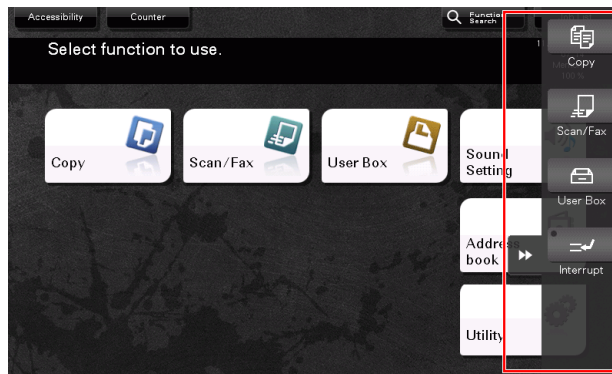 Accessibility
Counter
Function
Search
Select function to use.
Copy
Scan/Fax
User Box
Sound
Setting
Address
book
Utility
Copy
100%
Scan/Fax
User Box
Interrupt